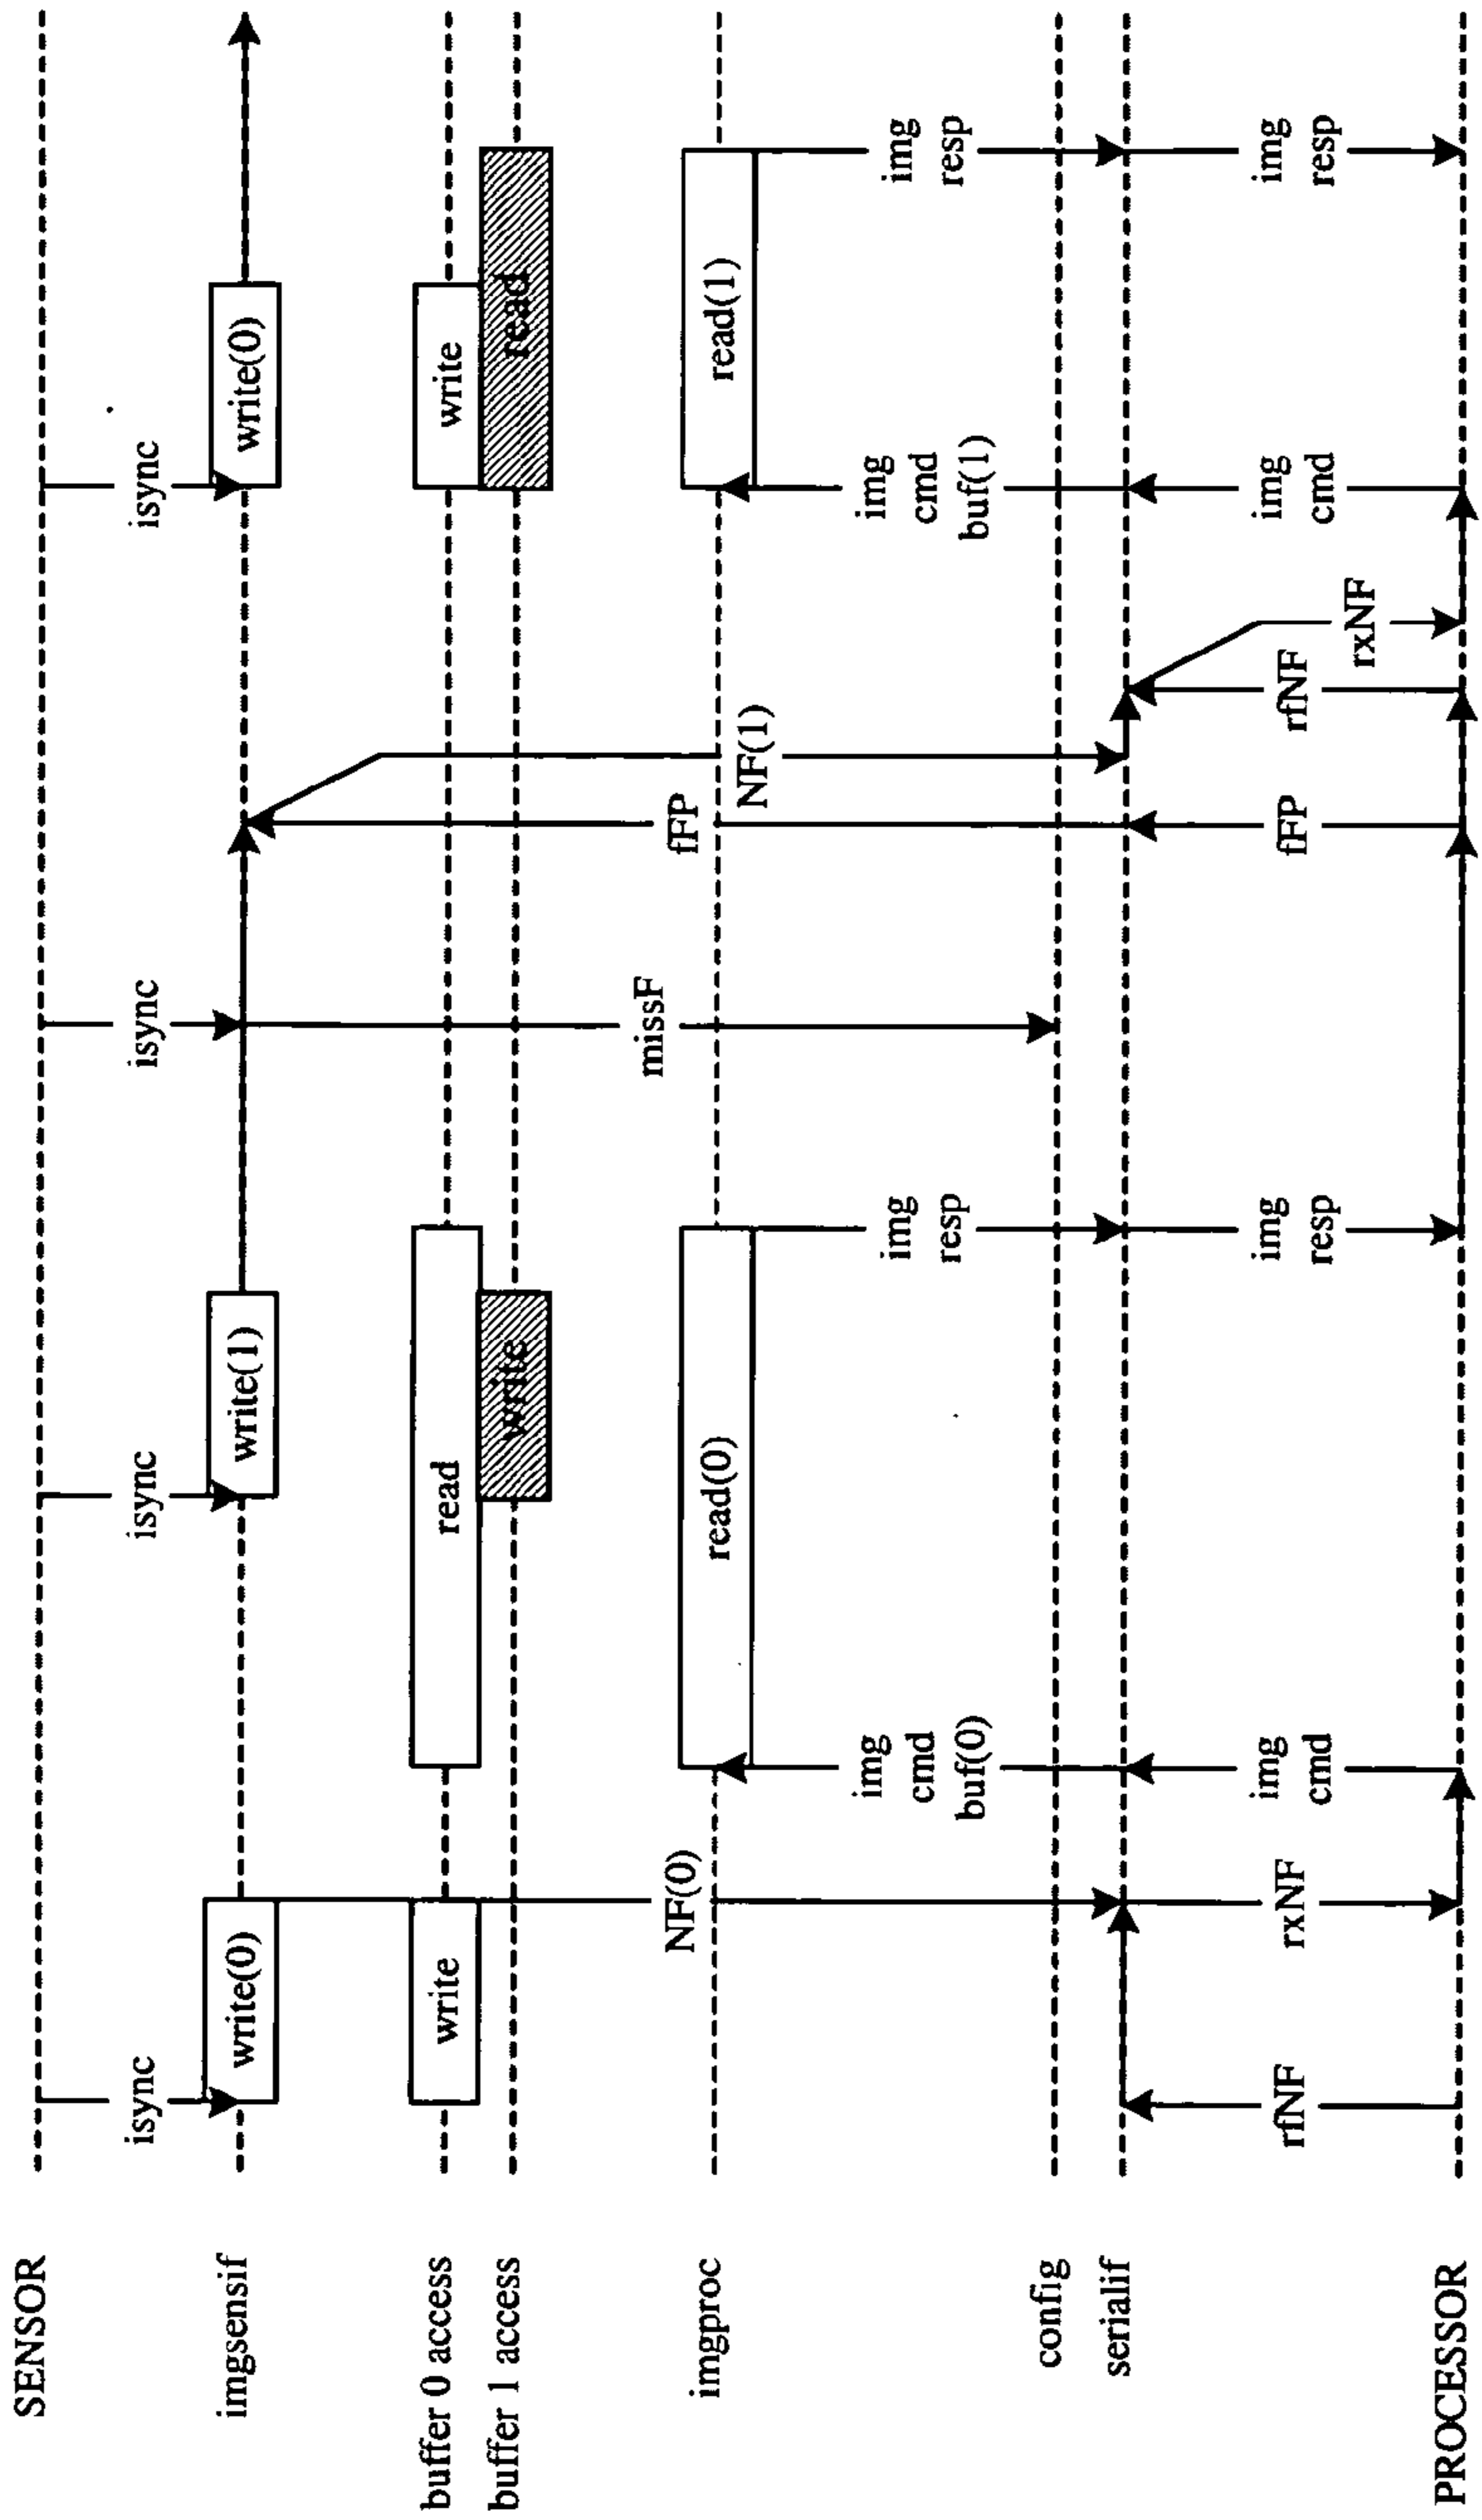 SENSOR
isync
isync
isync
isync
imgsensif
write(0)
write(1)
write(0)
buffer 0 access
write
read
write
buffer 1 access
write
read
missF
NF(0)
fFP
NF(1)
imgproc
read(0)
read(1)
img
cmd
buf(0)
img
resp
img
cmd
buf(1)
img
resp
config
serialif
rfNF
rxNF
img
cmd
img
resp
fFP
rfNF
rxNF
img
cmd
img
resp
PROCESSOR